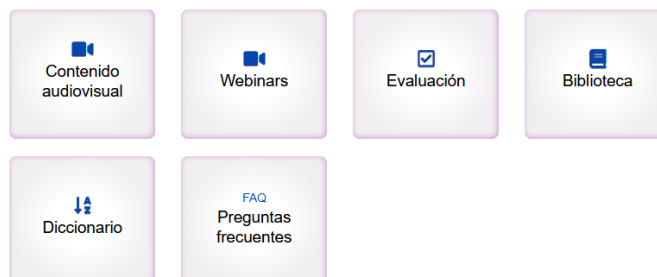 Contenido
audiovisual
Webinars
Evaluación
Biblioteca
A
Z
Diccionario
FAQ
Preguntas
frecuentes